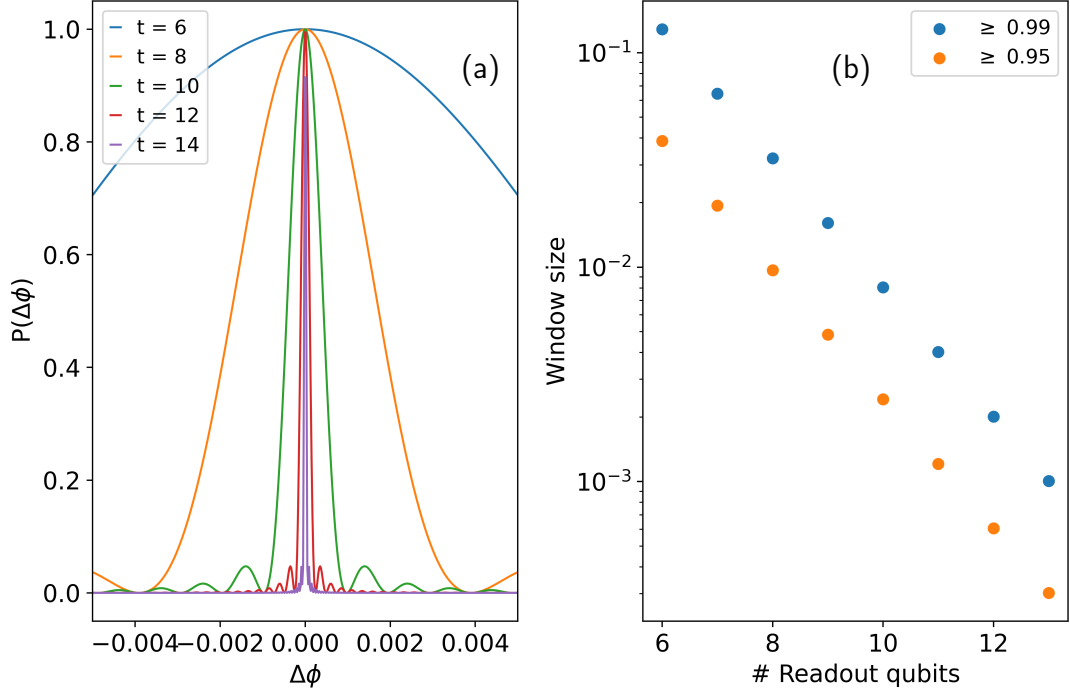 t = 6
t = 8
t = 10
t = 12
t = 14
(a)
1.0
0.8
0.6
0.4
0.2
0.0
P(Δϕ)
−0.004
−0.002
0.000
0.002
0.004
Δϕ
≥ 0.99
≥ 0.95
(b)
10⁻¹
10⁻²
10⁻³
Window size
6
8
10
12
# Readout qubits